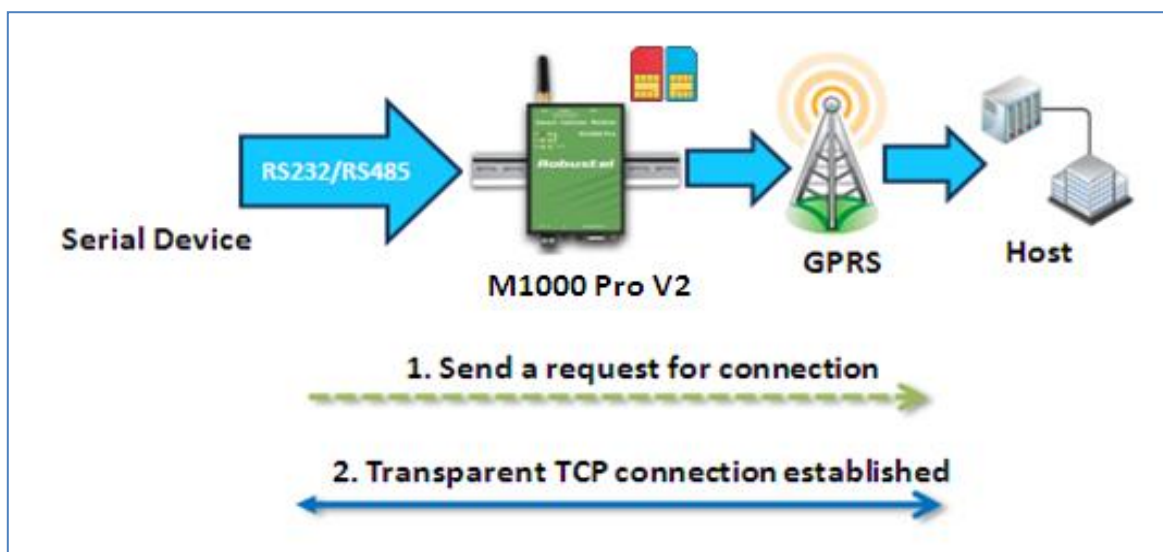 RS232/RS485
Serial Device
Robustel
M1000 Pro V2
GPRS
Host
1. Send a request for connection
2. Transparent TCP connection established